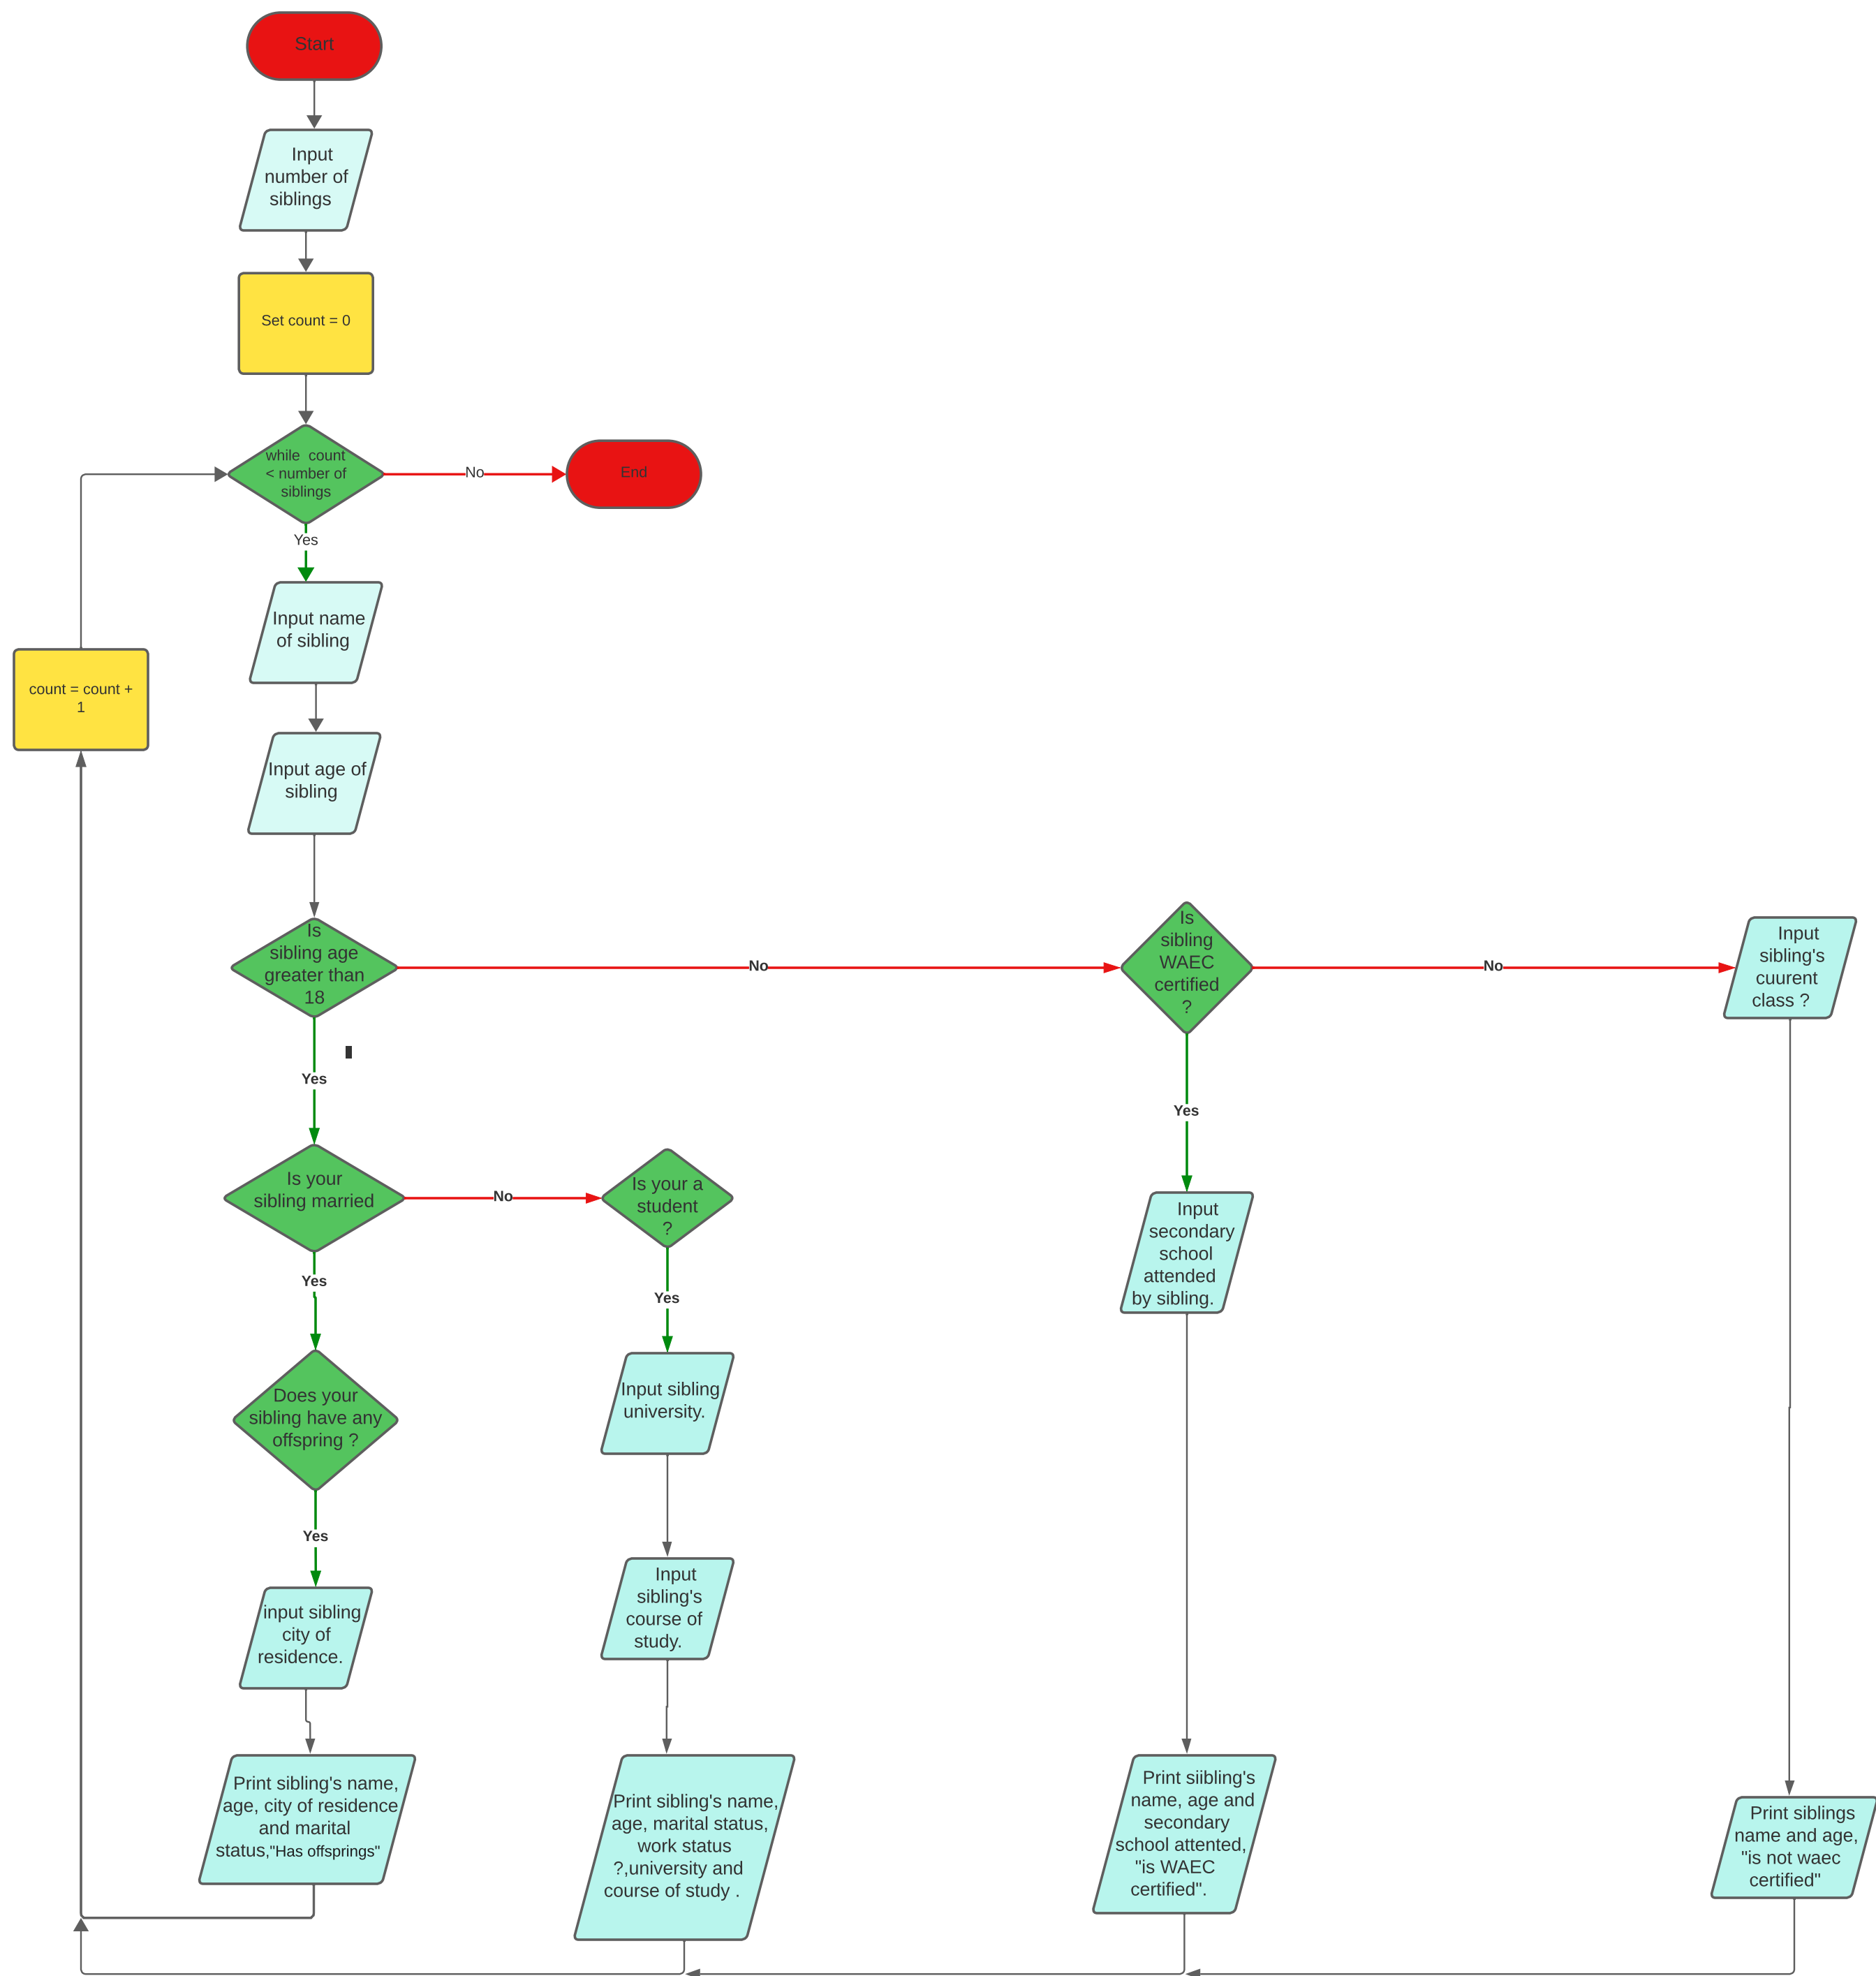 Start
Input
number of
siblings
Set count = 0
while count
< number of
siblings
No
End
Yes
Input name
of sibling
count = count +
1
Input age of
sibling
Is
sibling age
greater than
18
No
Is
sibling
WAEC
certified
?
No
Input
sibling's
cuurent
class ?
Yes
Yes
Is your
sibling married
No
Is your a
student
?
Input
secondary
school
attended
by sibling.
Yes
Yes
Does your
sibling have any
offspring ?
Input sibling
university.
Yes
Input
sibling's
course of
study.
input sibling
city of
residence.
Print sibling's name,
age, city of residence
and marital
status,"Has offsprings"
Print sibling's name,
age, marital status,
work status
?,university and
course of study .
Print siibling's
name, age and
secondary
school attented,
"is WAEC
certified".
Print siblings
name and age,
"is not waec
certified"